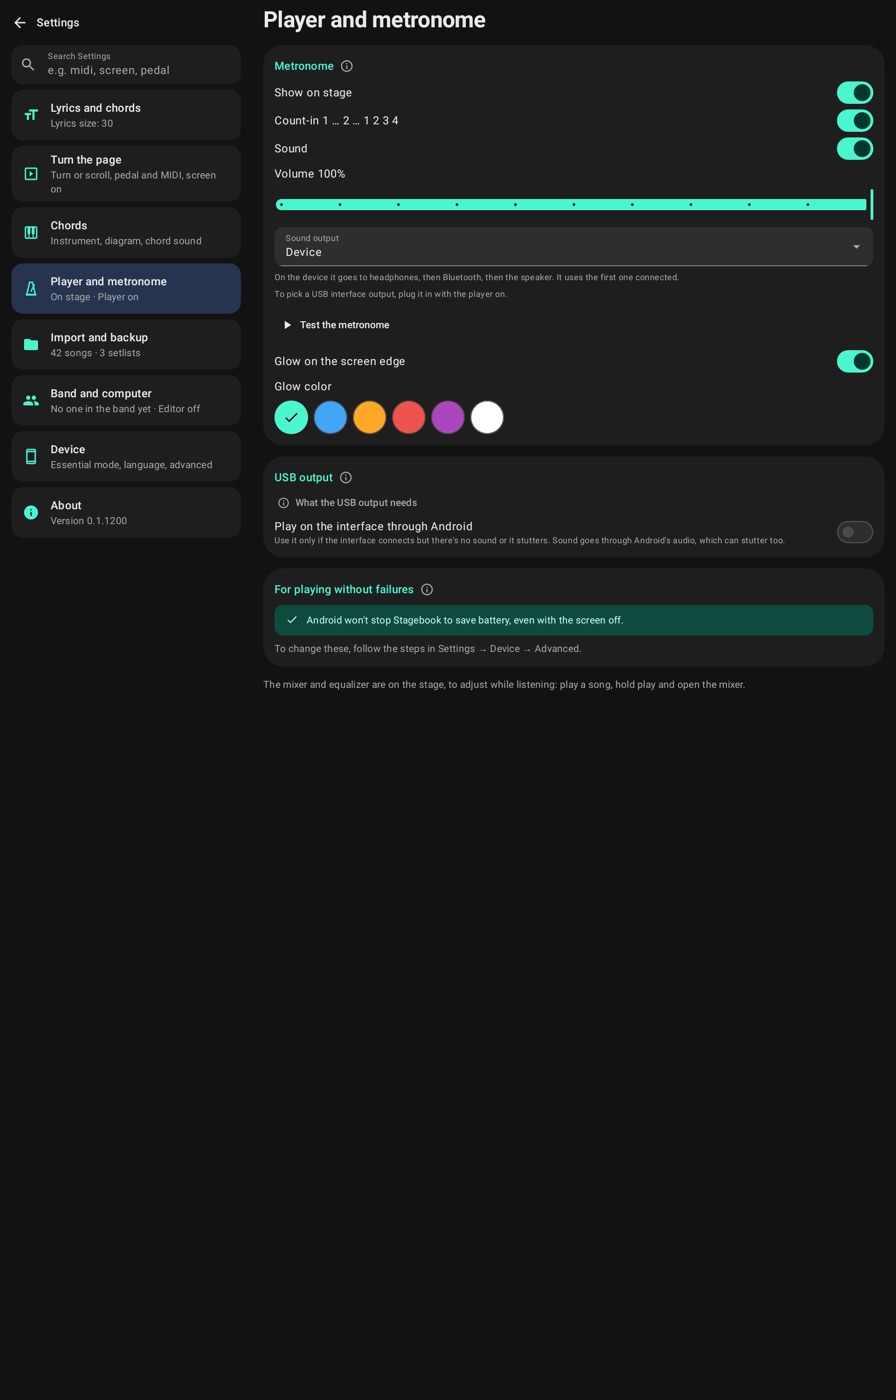 Settings
Search Settings
e.g. midi, screen, pedal
Lyrics and chords
Lyrics size: 30
Turn the page
Turn or scroll, pedal and MIDI, screen
on
Chords
Instrument, diagram, chord sound
Player and metronome
On stage · Player on
Import and backup
42 songs · 3 setlists
Band and computer
No one in the band yet · Editor off
Device
Essential mode, language, advanced
About
Version 0.1.1200
Player and metronome
Metronome
Show on stage
Count-in 1 … 2 … 1 2 3 4
Sound
Volume 100%
Sound output
Device
On the device it goes to headphones, then Bluetooth, then the speaker. It uses the first one connected.
To pick a USB interface output, plug it in with the player on.
Test the metronome
Glow on the screen edge
Glow color
USB output
What the USB output needs
Play on the interface through Android
Use it only if the interface connects but there's no sound or it stutters. Sound goes through Android's audio, which can stutter too.
For playing without failures
Android won't stop Stagebook to save battery, even with the screen off.
To change these, follow the steps in Settings → Device → Advanced.
The mixer and equalizer are on the stage, to adjust while listening: play a song, hold play and open the mixer.